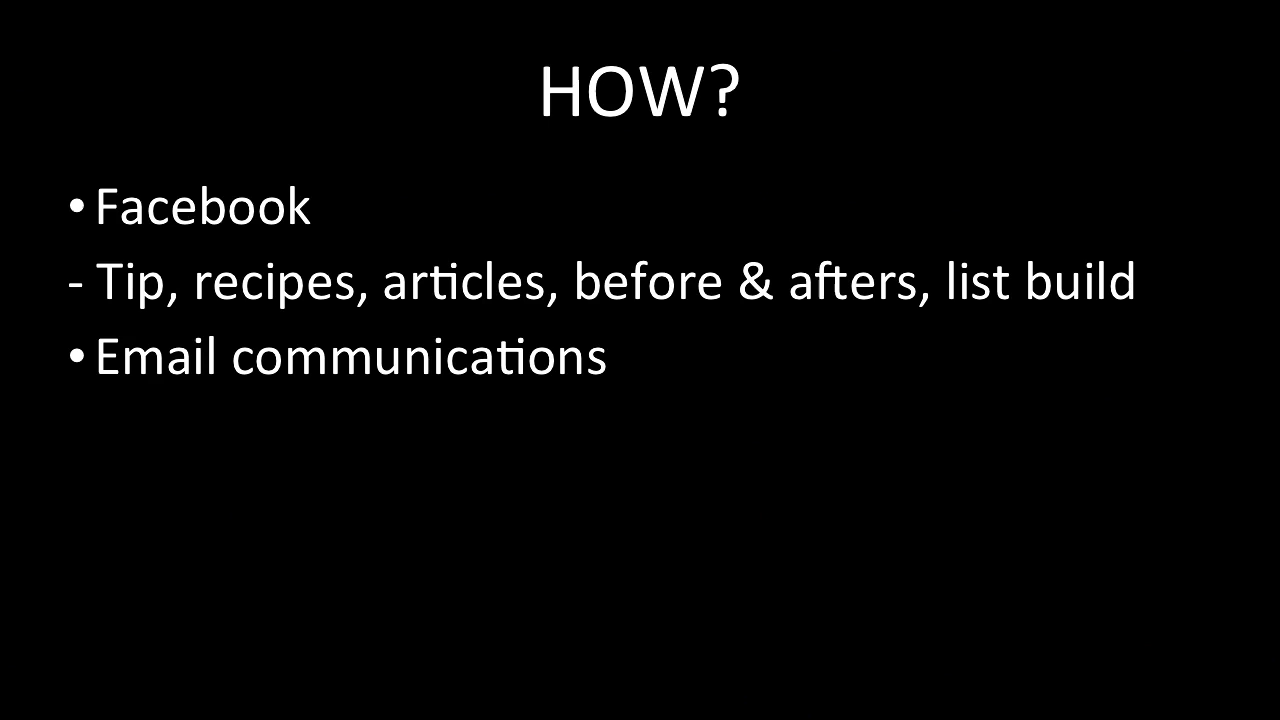 HOW?
• Facebook
- Tip, recipes, articles, before & afters, list build
• Email communications